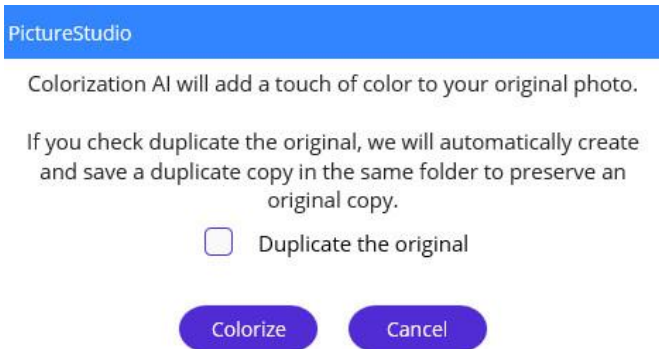 PictureStudio
Colorization AI will add a touch of color to your original photo.
If you check duplicate the original, we will automatically create
and save a duplicate copy in the same folder to preserve an
original copy.
Duplicate the original
Colorize Cancel